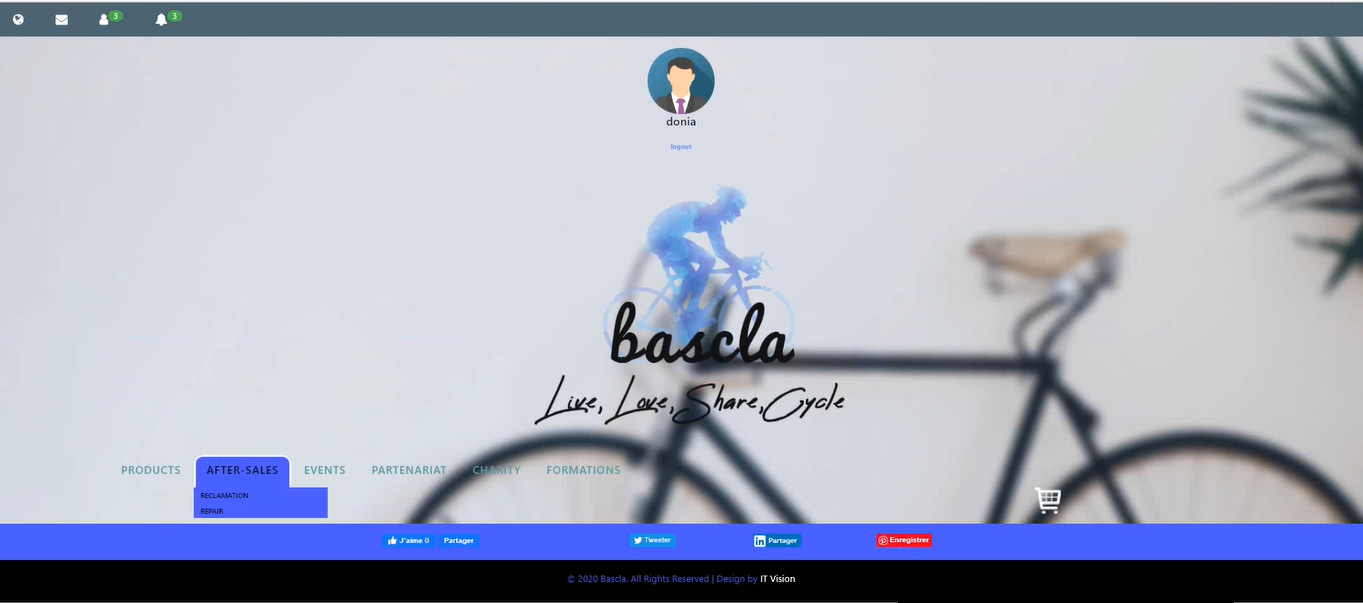 3 3
donia
logout
bascla
Live, Love, Share, Cycle
PRODUCTS AFTER-SALES EVENTS PARTENARIAT CHARITY FORMATIONS
RECLAMATION
REPAIR
J'aime 0 Partager Tweeter Partager Enregistrer
© 2020 Bascla. All Rights Reserved | Design by IT Vision